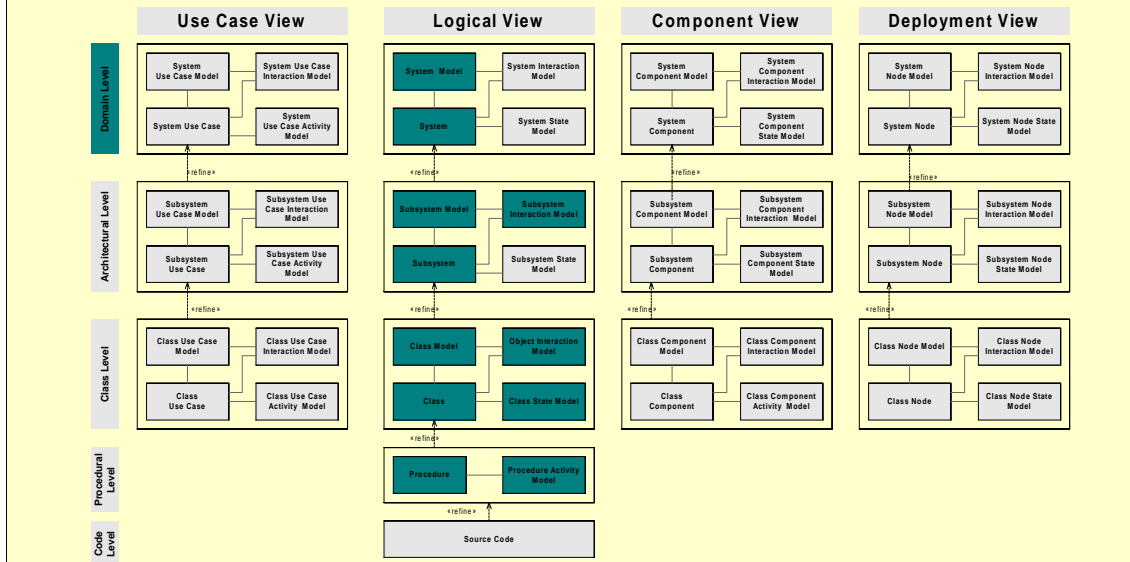 Use Case View
Logical View
Component View
Deployment View
Domain Level
System
Use Case Model
System Use Case
Interaction Model
System Use Case
System
Use Case Activity
Model
System Model
System Interaction
Model
System
System State
Model
System
Component Model
System
Component
Interaction Model
System
Component
System
Component
State Model
System
Node Model
System Node
Interaction Model
System Node
System Node State
Model
«refine»
«refine»
«refine»
«refine»
Architectural Level
Subsystem
Use Case Model
Subsystem Use
Case Interaction
Model
Subsystem
Use Case
Subsystem Use
Case Activity
Model
Subsystem Model
Subsystem
Interaction Model
Subsystem
Subsystem State
Model
Subsystem
Component Model
Subsystem
Component
Interaction Model
Subsystem
Component
Subsystem
Component State
Model
Subsystem
Node Model
Subsystem Node
Interaction Model
Subsystem Node
Subsystem Node
State Model
«refine»
«refine»
«refine»
«refine»
Class Level
Class Use Case
Model
Class Use Case
Interaction Model
Class
Use Case
Class Use Case
Activity Model
Class Model
Object Interaction
Model
Class
Class State Model
Class Component
Model
Class Component
Interaction Model
Class
Component
Class Component
Activity Model
Class Node Model
Class Node
Interaction Model
Class Node
Class Node State
Model
«refine»
Procedural
Level
Procedure
Procedure Activity
Model
«refine»
Code
Level
Source Code